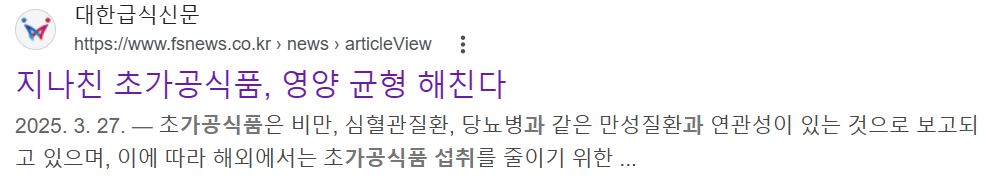 대한급식신문
https://www.fsnews.co.kr › news › articleView
지나친 초가공식품, 영양 균형 해친다
2025. 3. 27. — 초가공식품은 비만, 심혈관질환, 당뇨병과 같은 만성질환과 연관성이 있는 것으로 보고되
고 있으며, 이에 따라 해외에서는 초가공식품 섭취를 줄이기 위한 ...